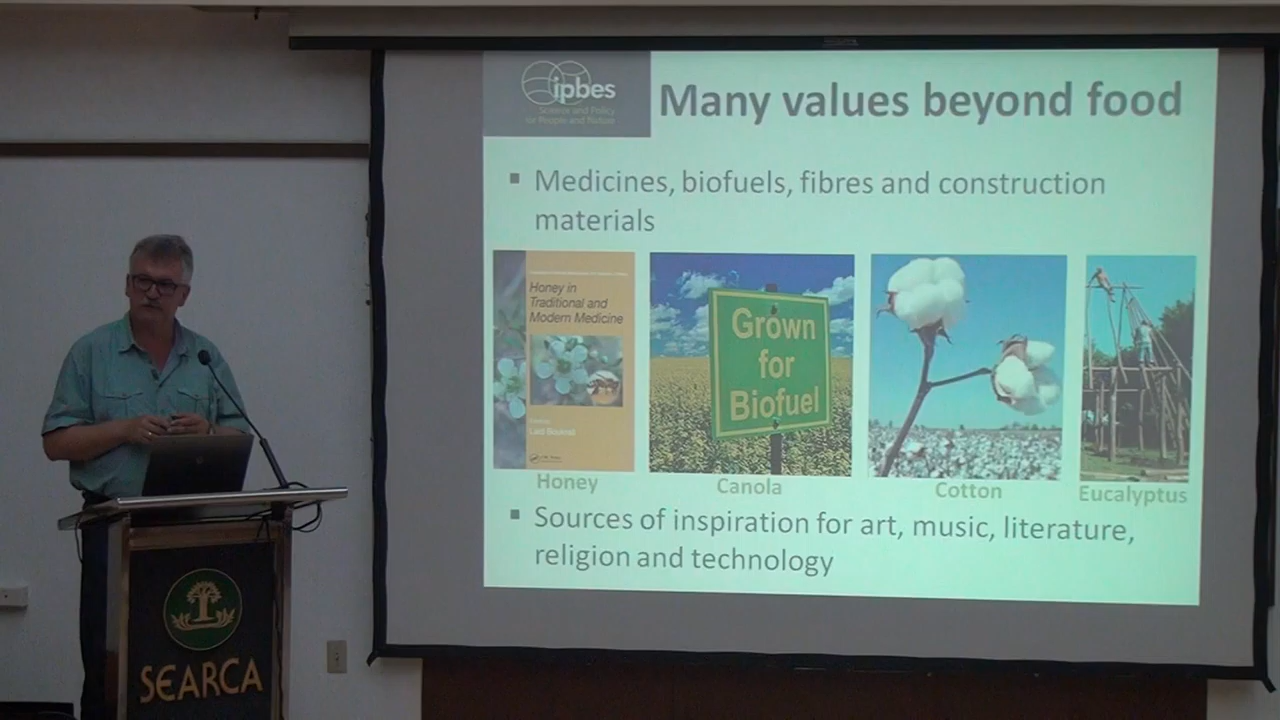 ipbes
Science and Policy
for People and Nature
Many values beyond food
▪ Medicines, biofuels, fibres and construction
materials
Honey in
Traditional and
Modern Medicine
Laïd Boukraâ
Grown
for
Biofuel
Honey
Canola
Cotton
Eucalyptus
▪ Sources of inspiration for art, music, literature,
religion and technology
SEARCA